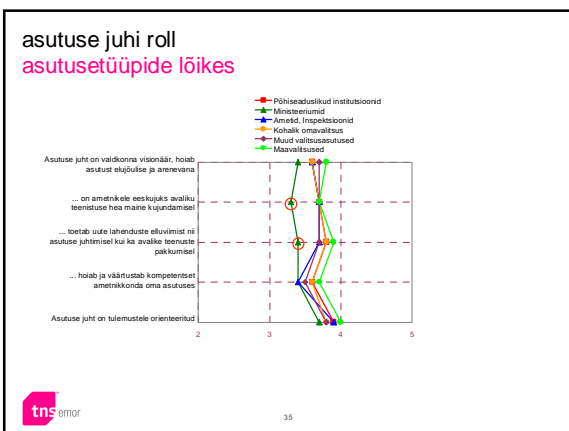 asutuse juhi roll
asutusetüüpide lõikes
Põhiseaduslikud institutsioonid
Ministeeriumid
Ametid, Inspektsioonid
Kohalik omavalitsus
Muud valitsusasutused
Maavalitsused
Asutuse juht on valdkonna visionäär, hoiab
asutust elujõulise ja arenevana
... on ametnikele eeskujuks avaliku
teenistuse hea maine kujundamisel
... toetab uute lahenduste elluviimist nii
asutuse juhtimisel kui ka avalike teenuste
pakkumisel
... hoiab ja väärtustab kompetentset
ametnikkonda oma asutuses
Asutuse juht on tulemustele orienteeritud
2 3 4 5
tns emor
35